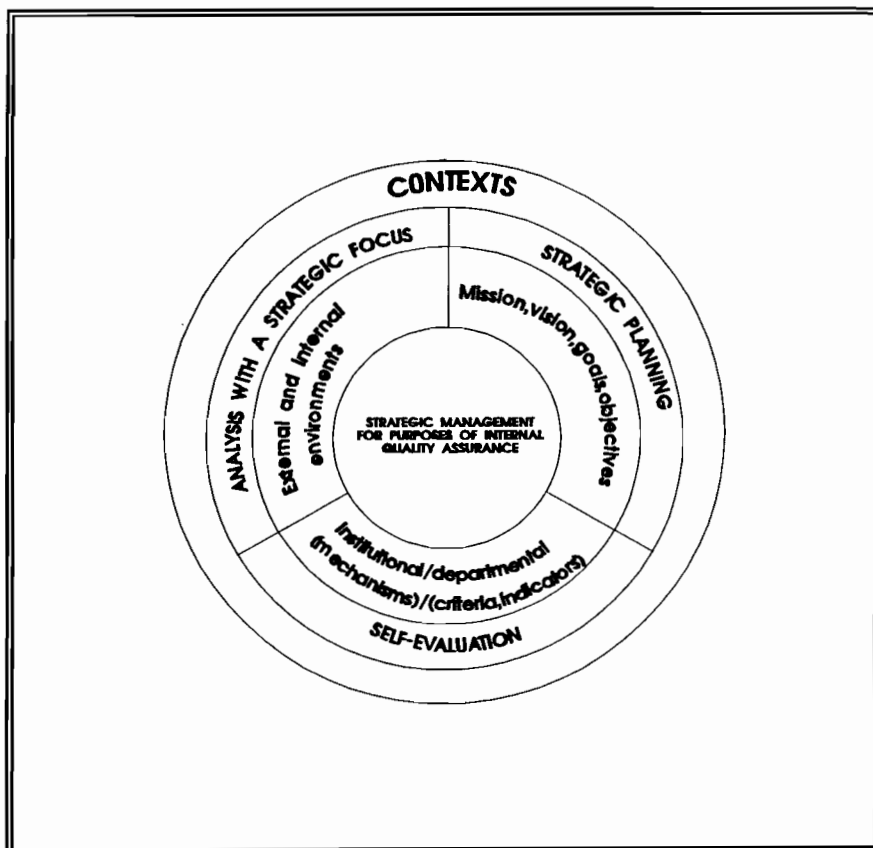 CONTEXTS
ANALYSIS WITH A STRATEGIC FOCUS
External and internal
environments
STRATEGIC PLANNING
Mission,vision,goals,objectives
STRATEGIC MANAGEMENT
FOR PURPOSES OF INTERNAL
QUALITY ASSURANCE
Institutional/departmental
(mechanisms)/(criteria,indicators)
SELF-EVALUATION